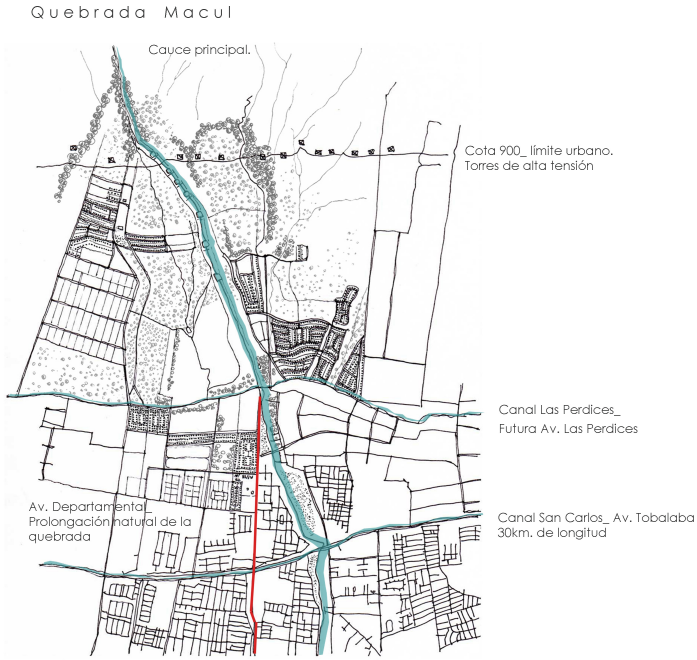 Quebrada Macul
Cauce principal.
Cota 900_ límite urbano.
Torres de alta tensión
Canal Las Perdices_
Futura Av. Las Perdices
Av. Departamental_
Prolongación natural de la
quebrada
Canal San Carlos_ Av. Tobalaba
30km. de longitud